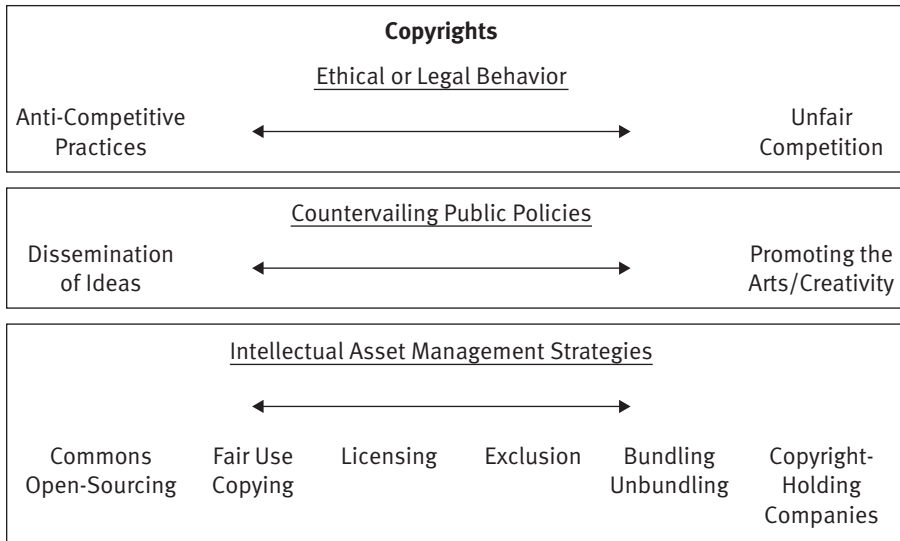 Copyrights
Ethical or Legal Behavior
Anti-Competitive
Practices
Unfair
Competition
Countervailing Public Policies
Dissemination
of Ideas
Promoting the
Arts/Creativity
Intellectual Asset Management Strategies
Commons
Open-Sourcing
Fair Use
Copying
Licensing
Exclusion
Bundling
Unbundling
Copyright-
Holding
Companies